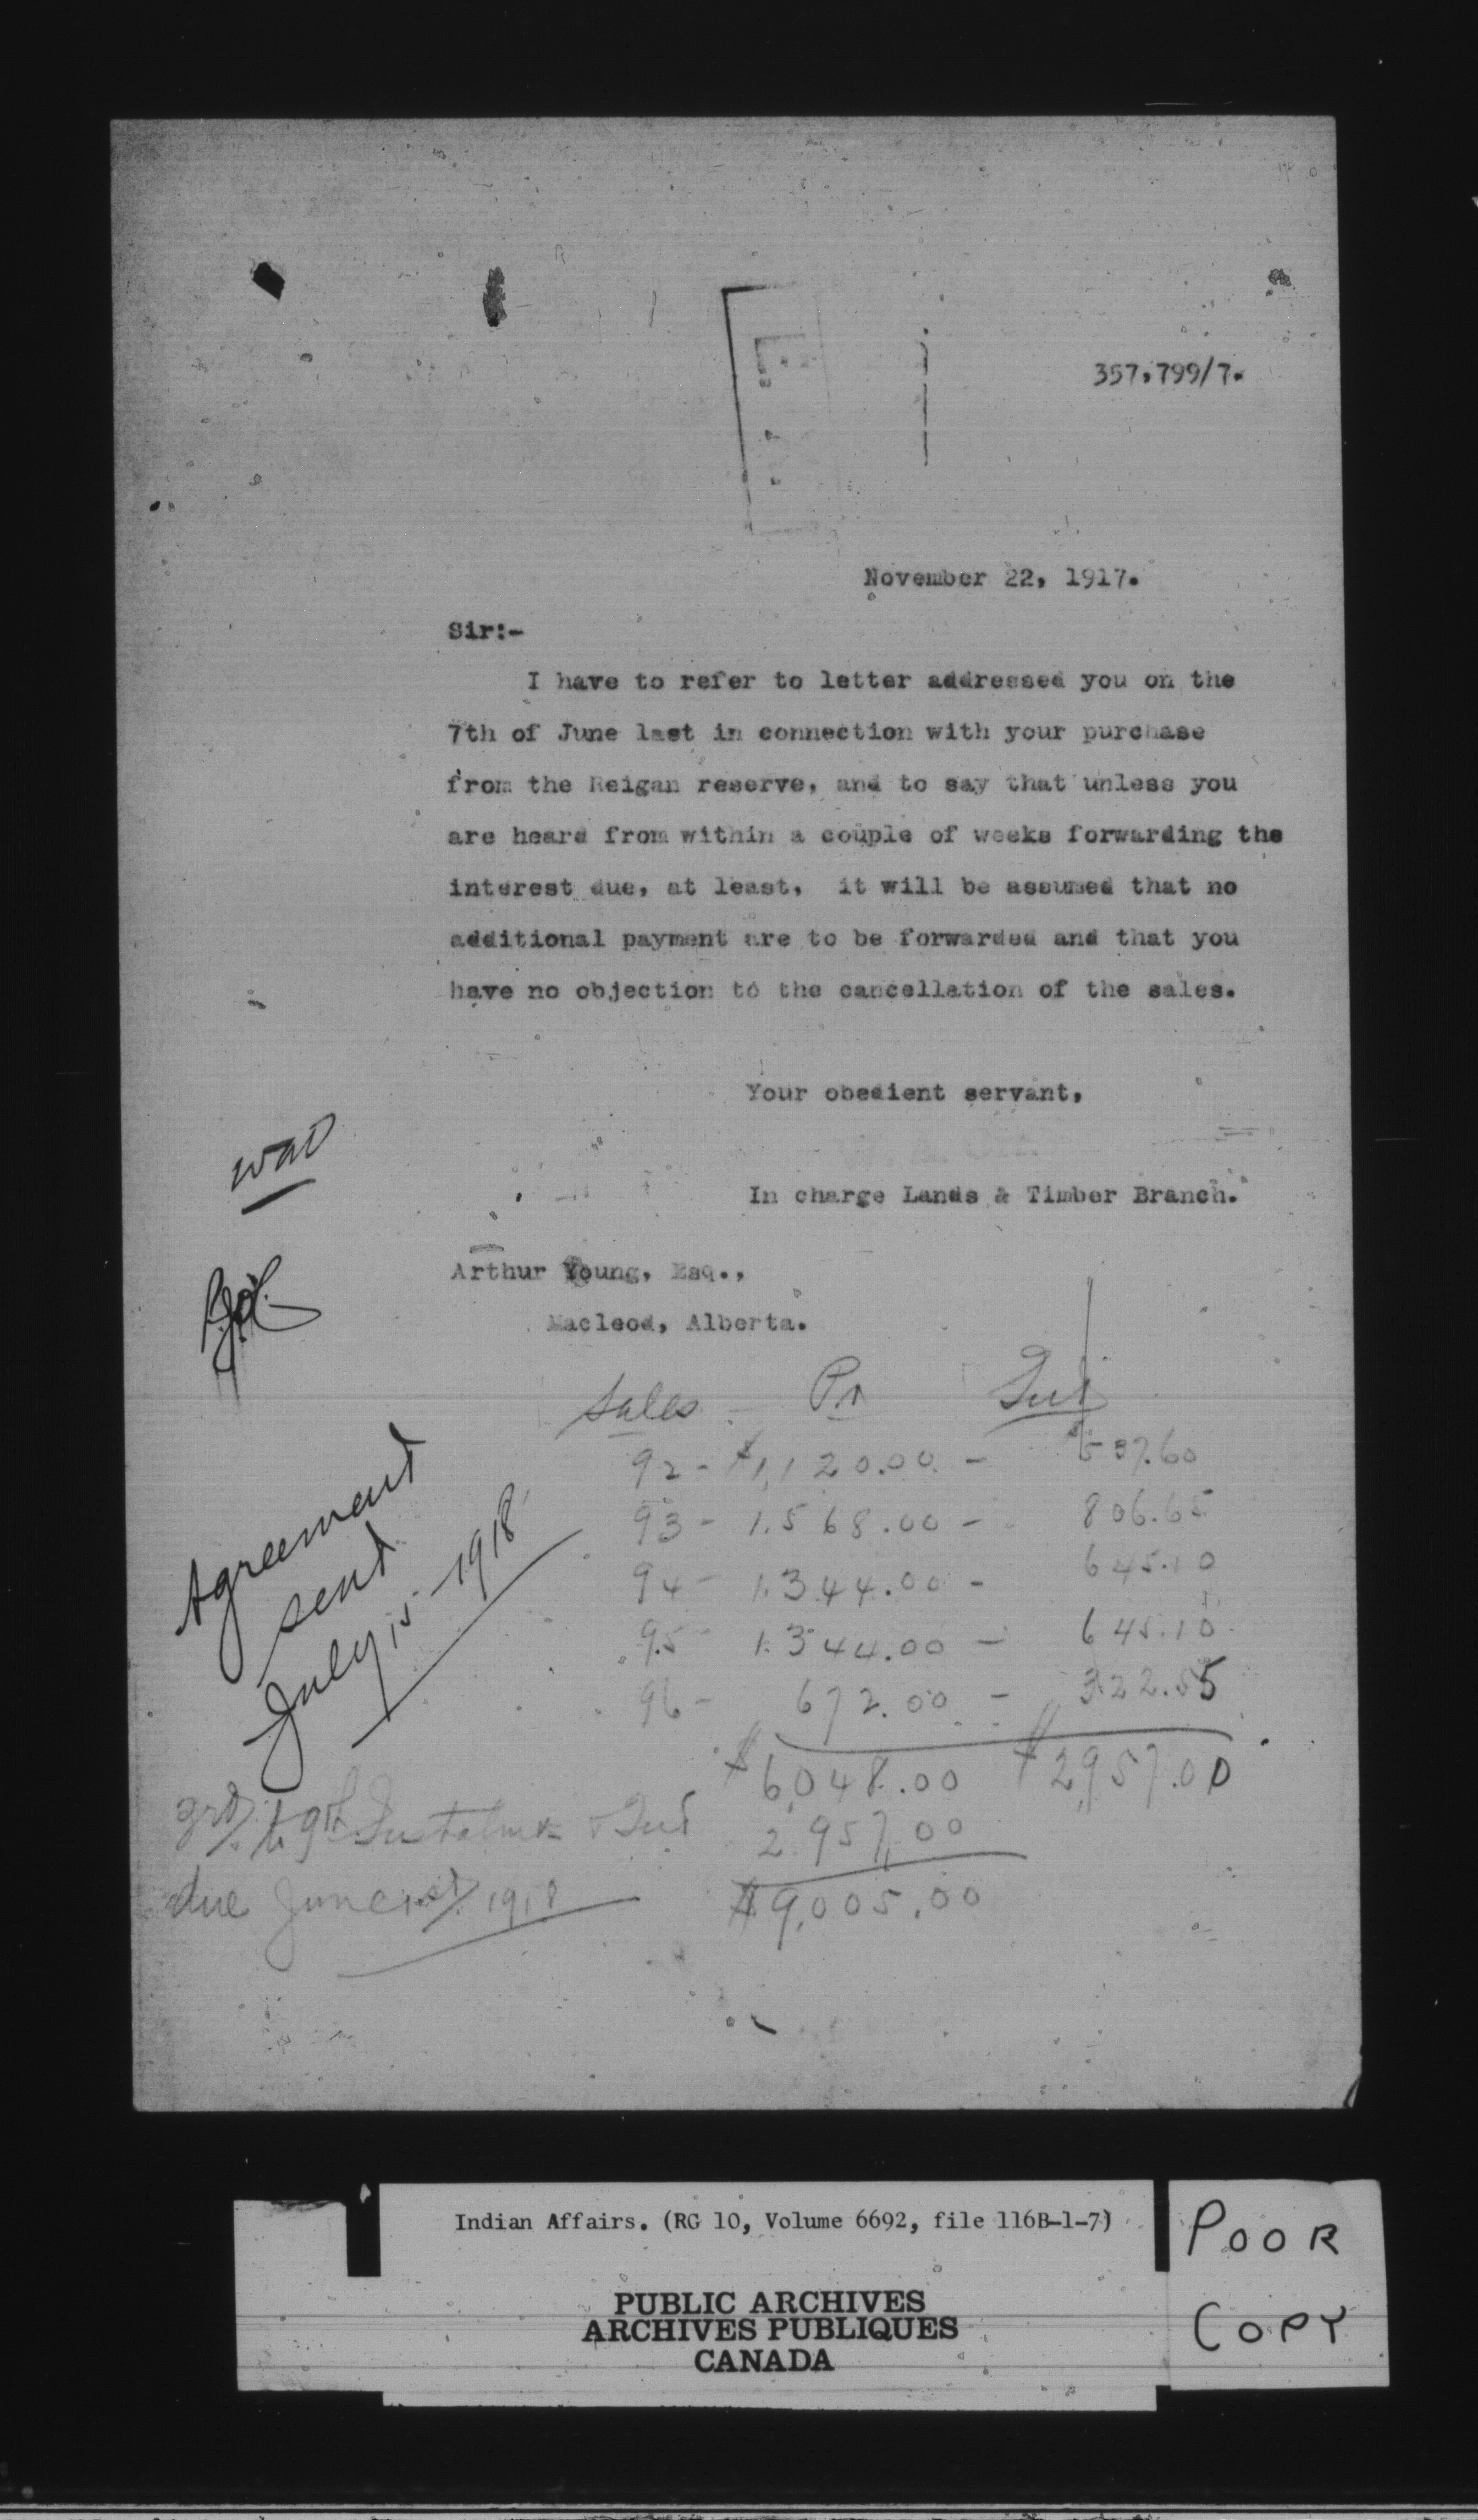 357,799/7.
November 22, 1917.
Sir:-
I have to refer to letter addressed you on the
7th of June last in connection with your purchase
from the Reigan reserve, and to say that unless you
are heard from within a couple of weeks forwarding the
interest due, at least, it will be assumed that no
additional payment are to be forwarded and that you
have no objection to the cancellation of the sales.
Your obedient servant,
In charge Lands & Timber Branch.
Arthur Young, Esq.,
Macleod, Alberta.
Sales - Pr Int
92 - $1,120.00 - 537.60
93 - 1,568.00 - 806.65
94 - 1,344.00 - 645.10
95 - 1,344.00 - 645.10
96 - 672.00 - 322.55
$6,048.00 $2,957.00
2,957.00
$9,005.00
Agreement
sent
July 15-1918
3rd to 9th Instalmts & Int
due June 1st/1918
Indian Affairs. (RG 10, Volume 6692, file 116B-1-7)
PUBLIC ARCHIVES
ARCHIVES PUBLIQUES
CANADA
POOR
COPY